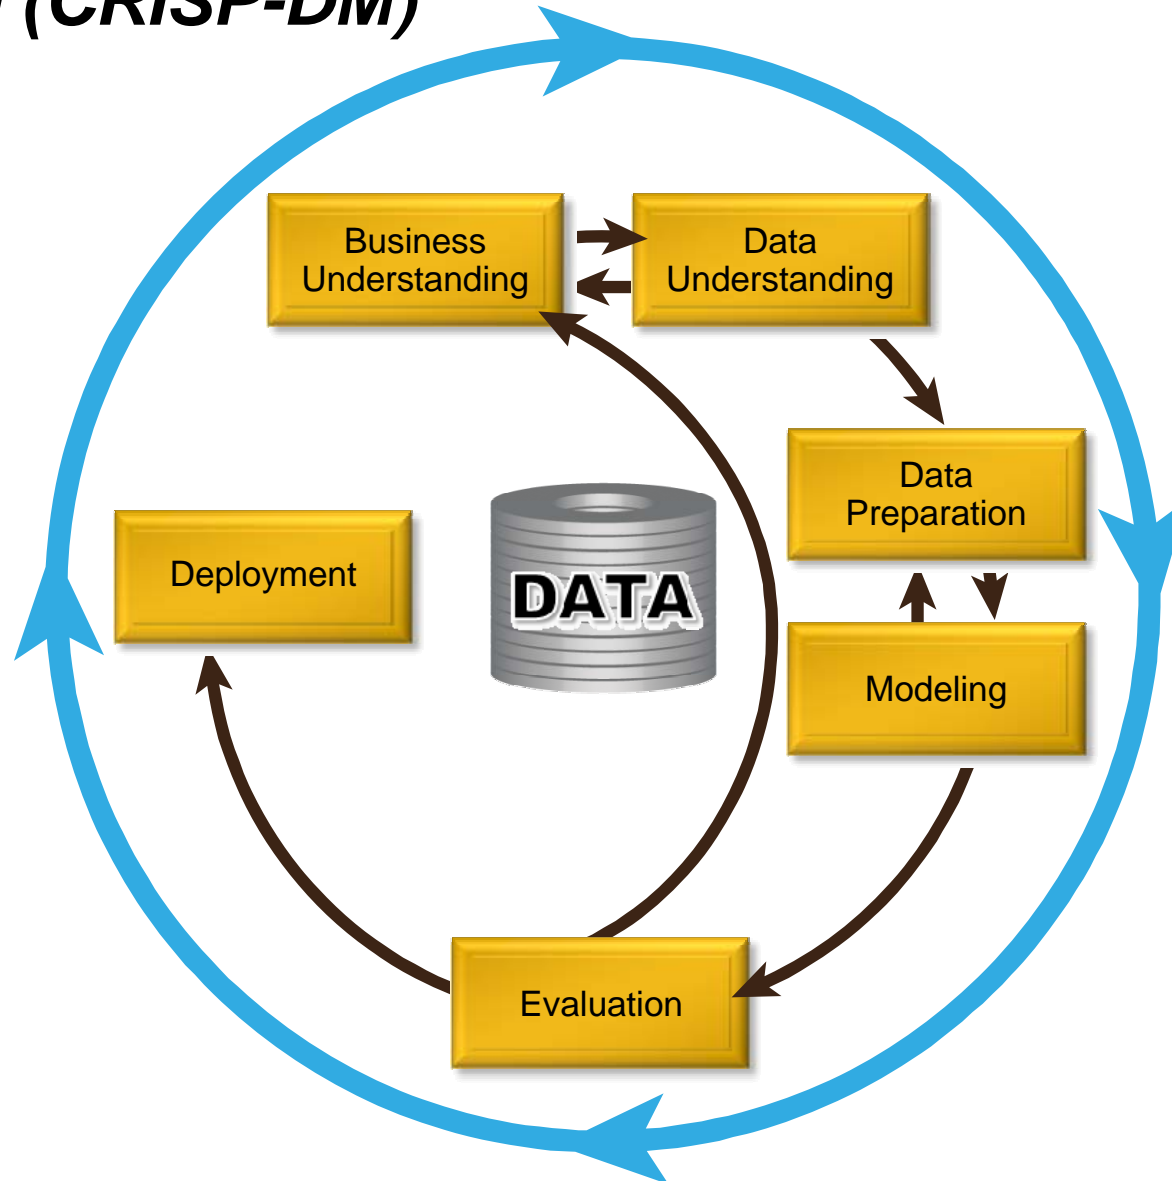 (CRISP-DM)
Business
Understanding
Data
Understanding
Data
Preparation
Deployment
DATA
Modeling
Evaluation